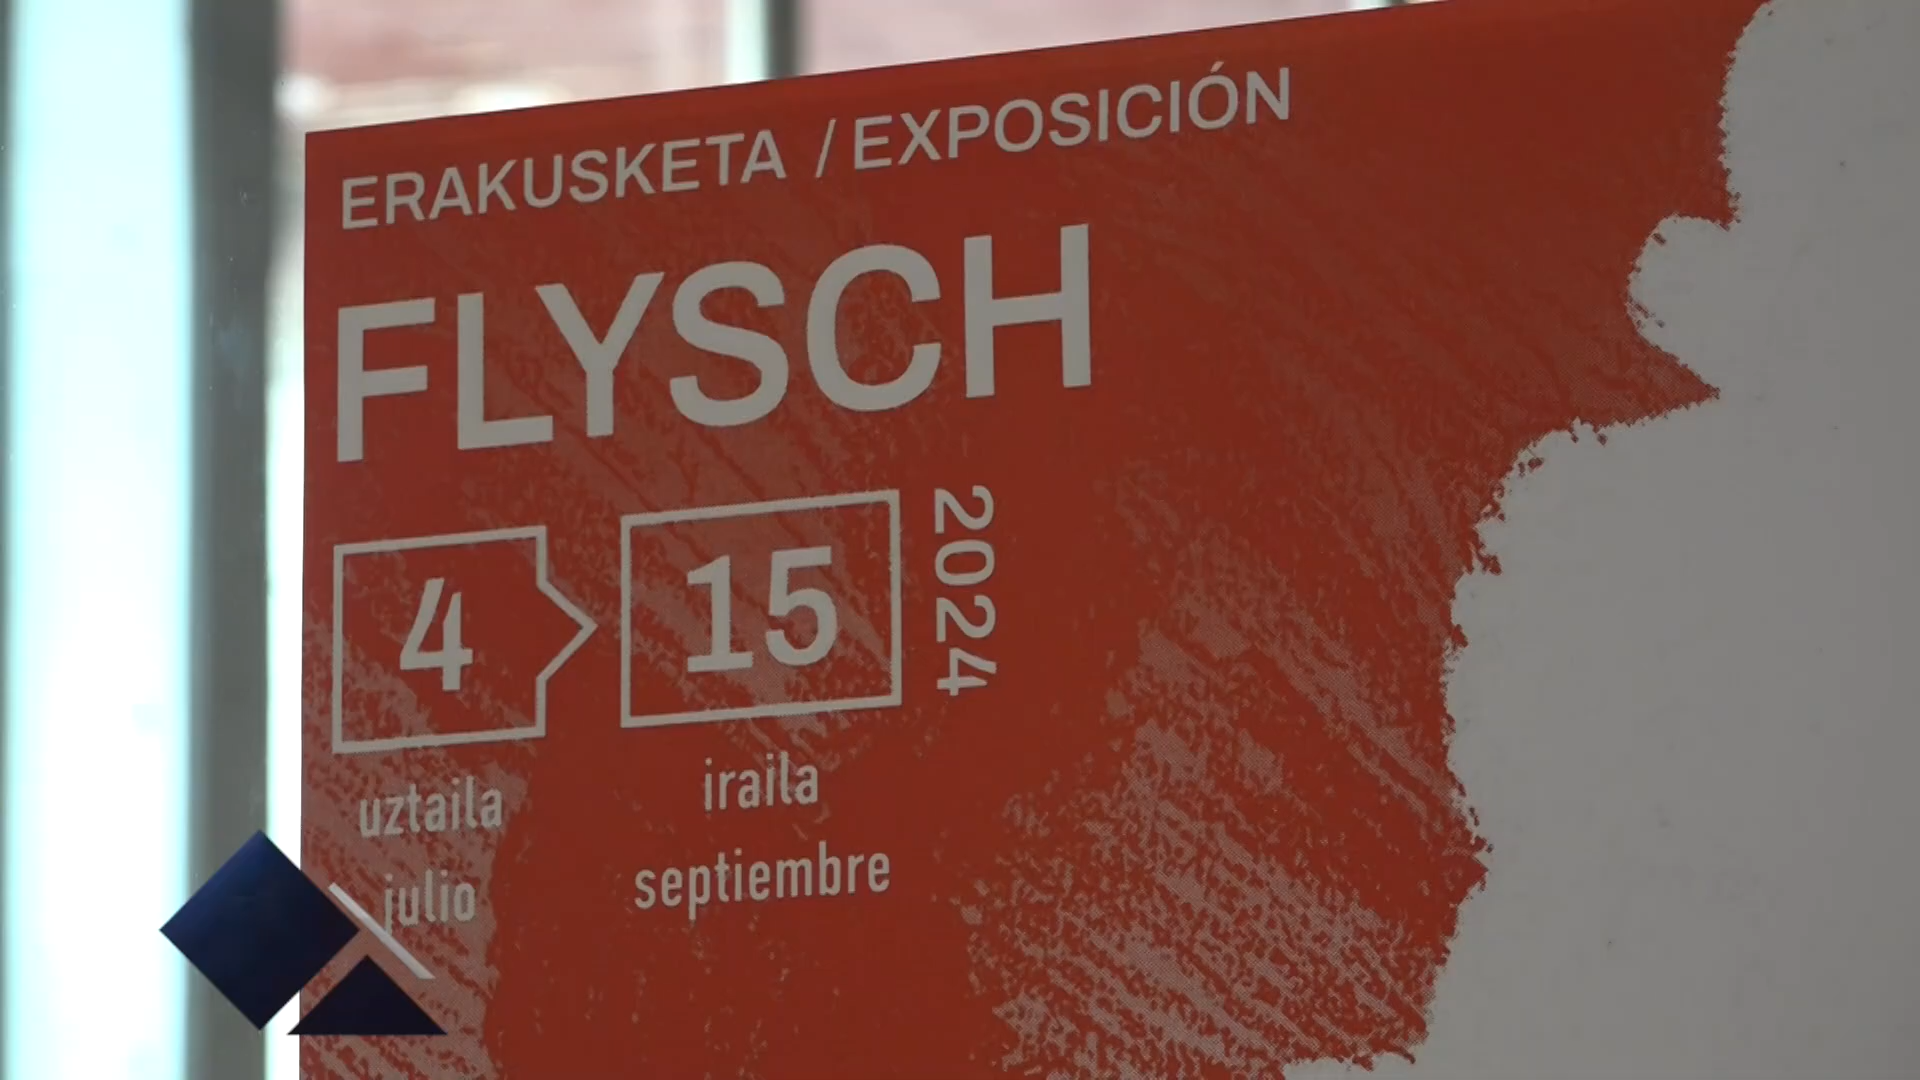 ERAKUSKETA / EXPOSICIÓN
FLYSCH
4 15 2024
uztaila iraila
julio septiembre